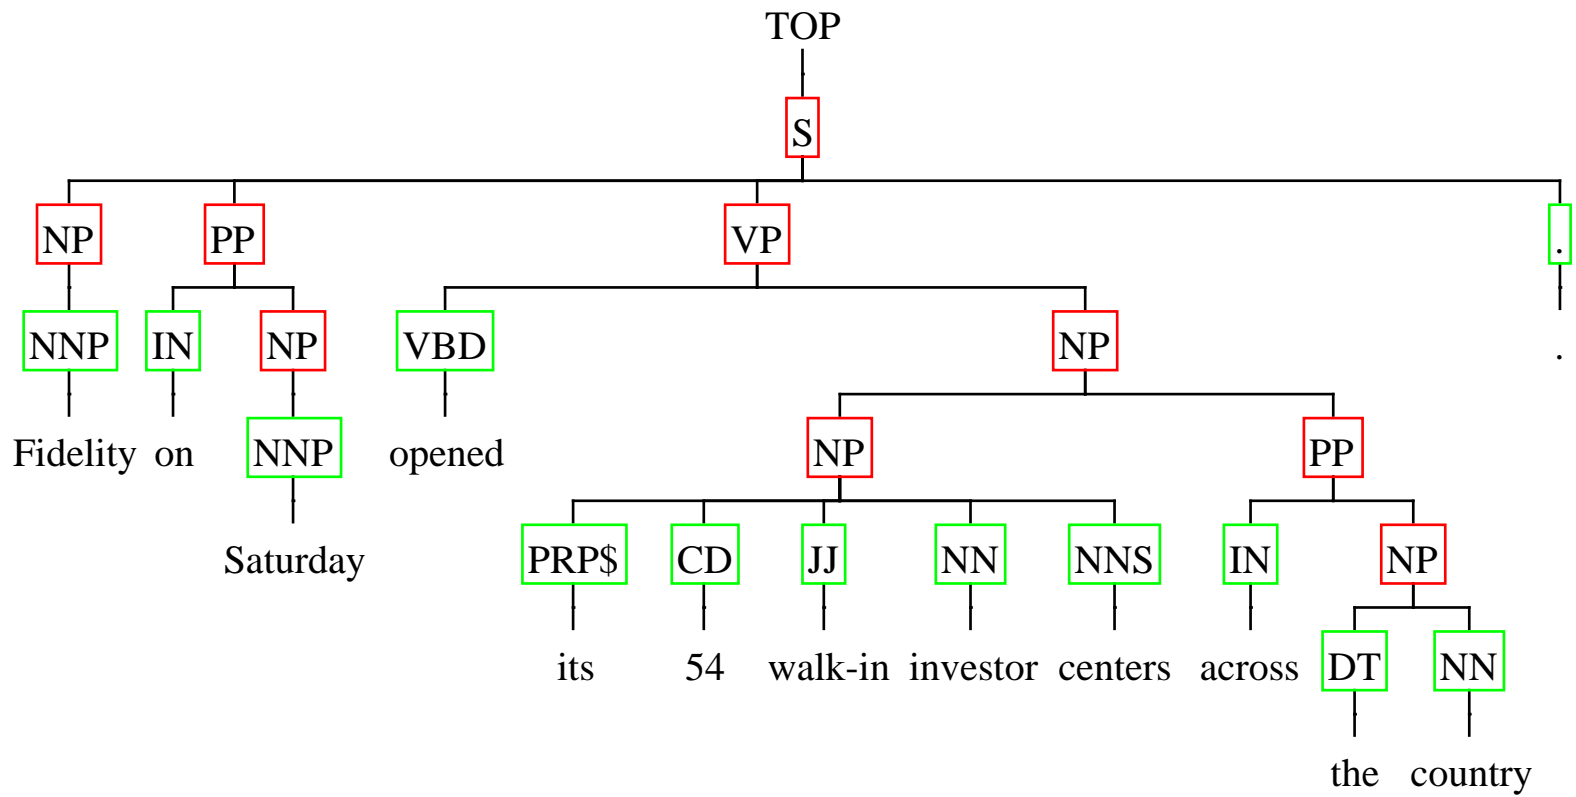 TOP
S
NP PP VP .
NNP IN NP VBD NP .
Fidelity on NNP opened NP PP
Saturday PRP$ CD JJ NN NNS IN NP
its 54 walk-in investor centers across DT NN
the country